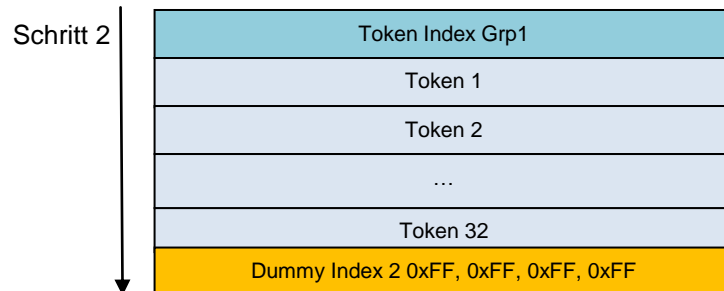 Schritt 2
Token Index Grp1
Token 1
Token 2
…
Token 32
Dummy Index 2 0xFF, 0xFF, 0xFF, 0xFF